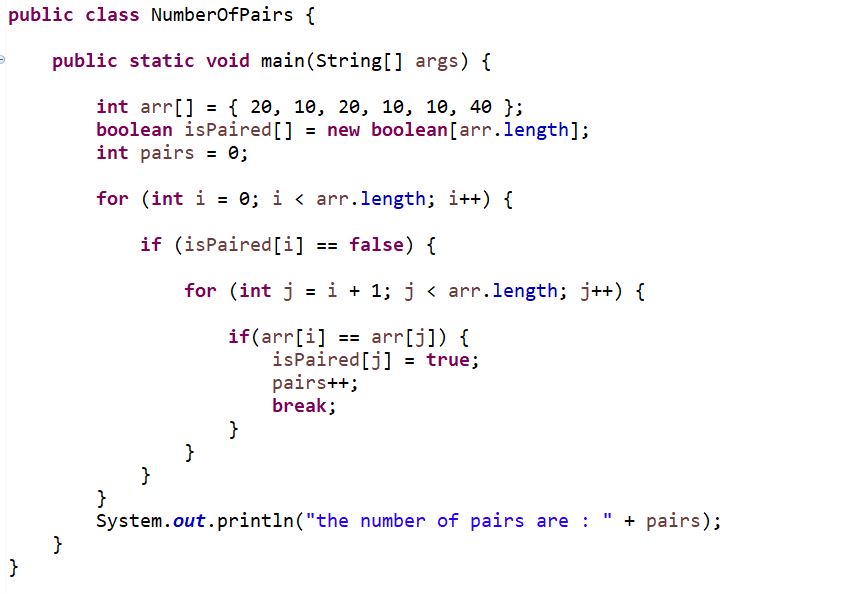 public class NumberOfPairs {
public static void main(String[] args) {
int arr[] = { 20, 10, 20, 10, 10, 40 };
boolean isPaired[] = new boolean[arr.length];
int pairs = 0;
for (int i = 0; i < arr.length; i++) {
if (isPaired[i] == false) {
for (int j = i + 1; j < arr.length; j++) {
if(arr[i] == arr[j]) {
isPaired[j] = true;
pairs++;
break;
}
}
}
}
System.out.println("the number of pairs are : " + pairs);
}
}